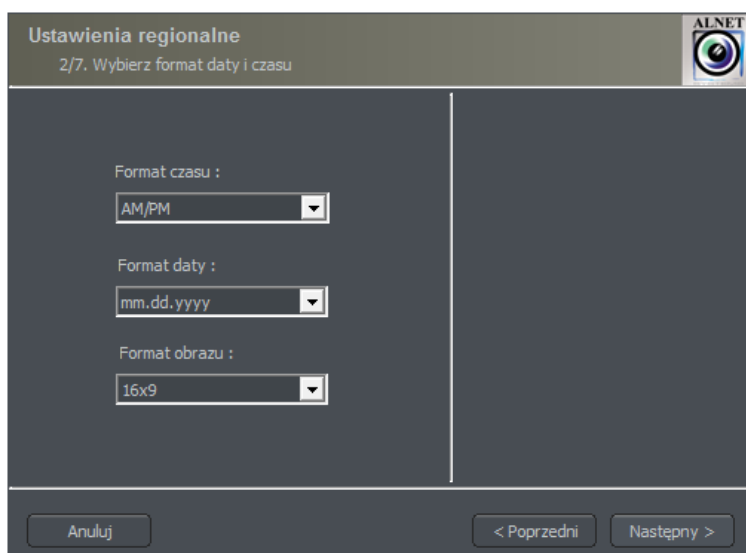 Ustawienia regionalne
2/7. Wybierz format daty i czasu
ALNET
Format czasu :
AM/PM
Format daty :
mm.dd.yyyy
Format obrazu :
16x9
Anuluj
< Poprzedni
Następny >